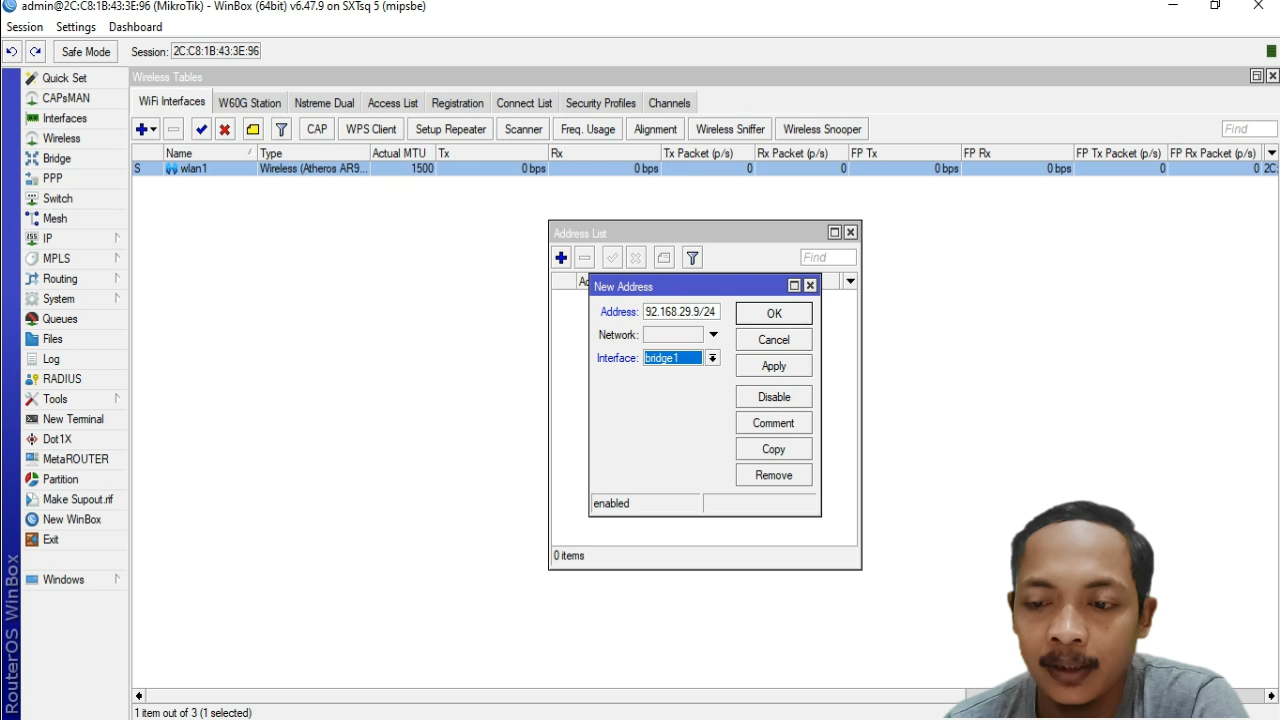 admin@2C:C8:1B:43:3E:96 (MikroTik) - WinBox (64bit) v6.47.9 on SXTsq 5 (mipsbe)
Session Settings Dashboard
Safe Mode Session: 2C:C8:1B:43:3E:96
Quick Set
CAPsMAN
Interfaces
Wireless
Bridge
PPP
Switch
Mesh
IP
MPLS
Routing
System
Queues
Files
Log
RADIUS
Tools
New Terminal
Dot1X
MetaROUTER
Partition
Make Supout.rif
New WinBox
Exit
Windows
RouterOS WinBox
Wireless Tables
WiFi Interfaces W60G Station Nstreme Dual Access List Registration Connect List Security Profiles Channels
CAP WPS Client Setup Repeater Scanner Freq. Usage Alignment Wireless Sniffer Wireless Snooper Find
Name / Type Actual MTU Tx Rx Tx Packet (p/s) Rx Packet (p/s) FP Tx FP Rx FP Tx Packet (p/s) FP Rx Packet (p/s)
S wlan1 Wireless (Atheros AR9... 1500 0 bps 0 bps 0 0 0 bps 0 bps 0 0 2C:
Address List
Find
New Address
Address: 92.168.29.9/24
Network:
Interface: bridge1
OK
Cancel
Apply
Disable
Comment
Copy
Remove
enabled
0 items
1 item out of 3 (1 selected)